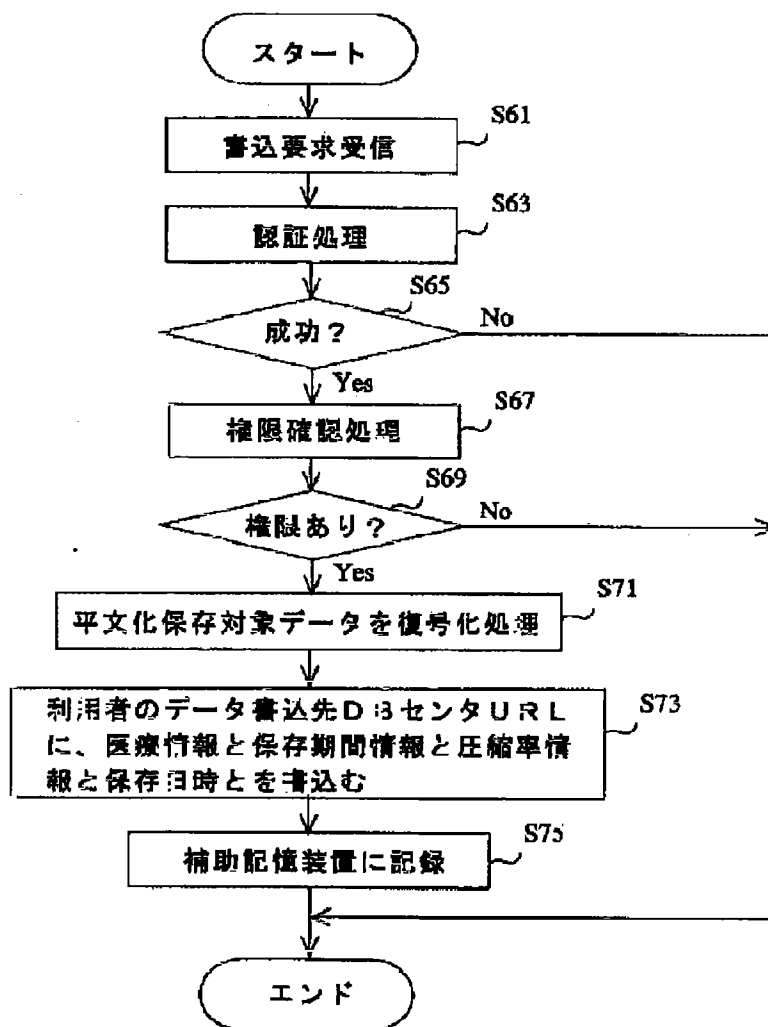 スタート
S61
書込要求受信
S63
認証処理
S65
成功？
No
Yes
S67
権限確認処理
S69
権限あり？
No
Yes
S71
平文化保存対象データを復号化処理
S73
利用者のデータ書込先DBセンタURL
に、医療情報と保存期間情報と圧縮率情
報と保存日時とを書込む
S75
補助記憶装置に記録
エンド